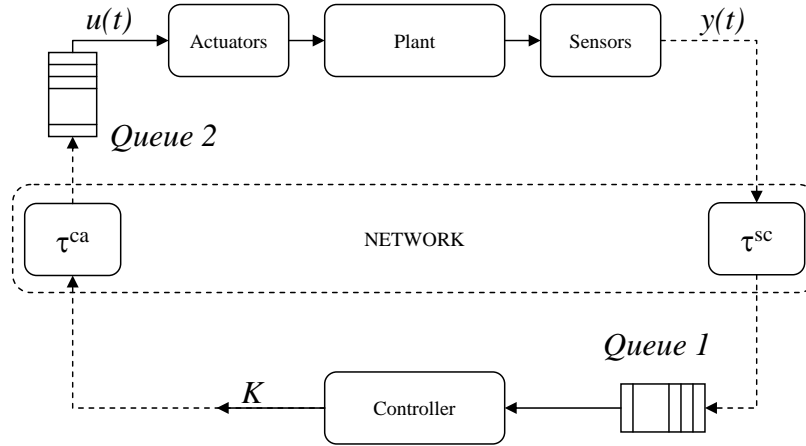 u(t)
Actuators
Plant
Sensors
y(t)
Queue 2
τca
NETWORK
τsc
Queue 1
K
Controller